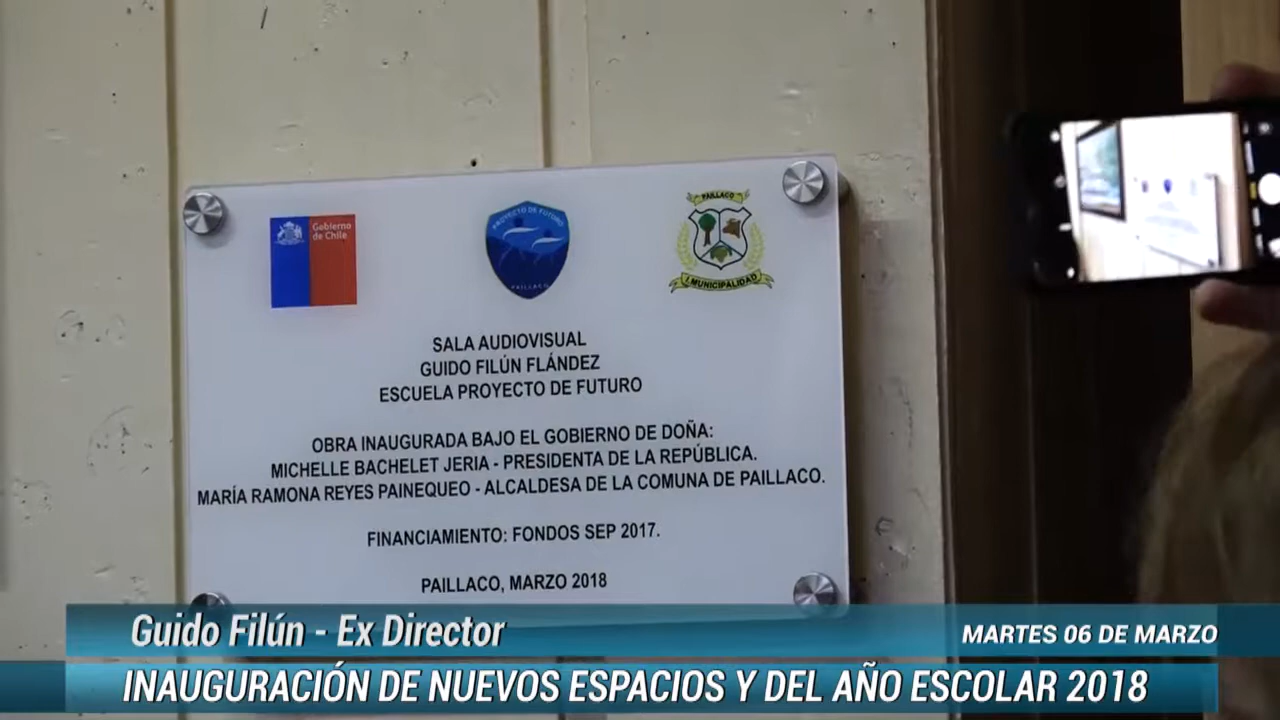 Gobierno
de Chile
PROYECTO DE FUTURO
PAILLACO
PAILLACO
I. MUNICIPALIDAD
SALA AUDIOVISUAL
GUIDO FILÚN FLÁNDEZ
ESCUELA PROYECTO DE FUTURO
OBRA INAUGURADA BAJO EL GOBIERNO DE DOÑA:
MICHELLE BACHELET JERIA - PRESIDENTA DE LA REPÚBLICA.
MARÍA RAMONA REYES PAINEQUEO - ALCALDESA DE LA COMUNA DE PAILLACO.
FINANCIAMIENTO: FONDOS SEP 2017.
PAILLACO, MARZO 2018
Guido Filún - Ex Director
MARTES 06 DE MARZO
INAUGURACIÓN DE NUEVOS ESPACIOS Y DEL AÑO ESCOLAR 2018